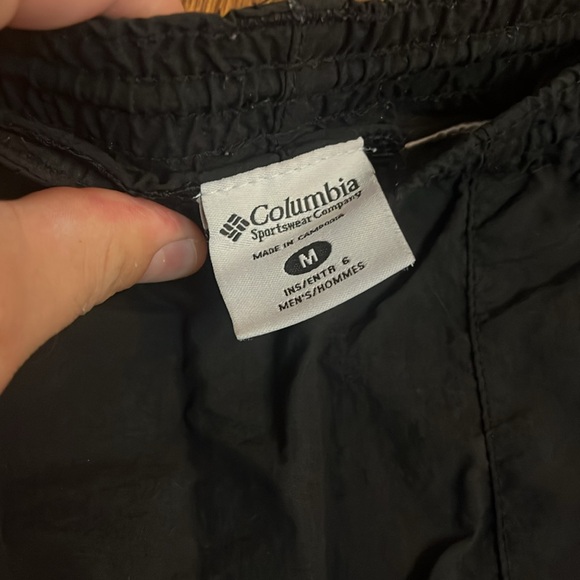 Columbia
Sportswear Company
MADE IN CAMBODIA
M
INS/ENTR 6
MEN'S/HOMMES